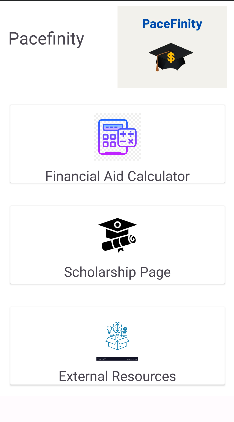 PaceFinity
Pacefinity
Financial Aid Calculator
Scholarship Page
External Resources